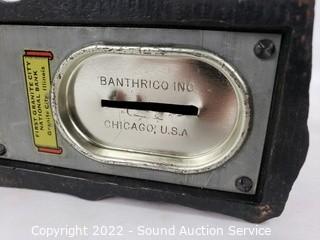 FIRST GRANITE CITY
NATIONAL BANK
Granite City, Illinois
BANTHRICO INC.
CHICAGO, U.S.A
Copyright 2022 - Sound Auction Service